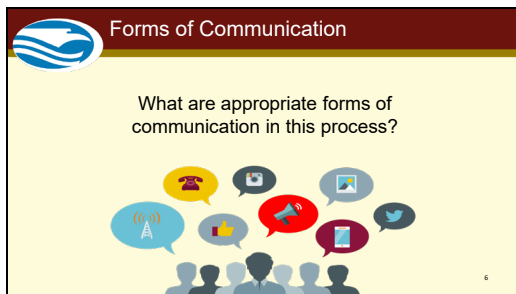 Forms of Communication
What are appropriate forms of
communication in this process?
6